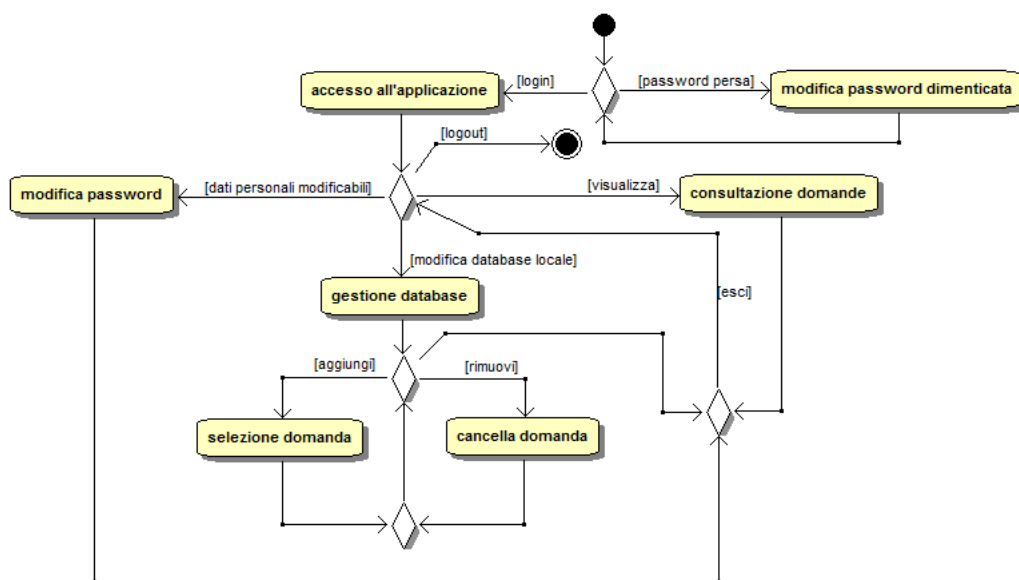 [login]
[password persa]
accesso all'applicazione
modifica password dimenticata
[logout]
[dati personali modificabili]
[visualizza]
modifica password
consultazione domande
[modifica database locale]
gestione database
[esci]
[aggiungi]
[rimuovi]
selezione domanda
cancella domanda